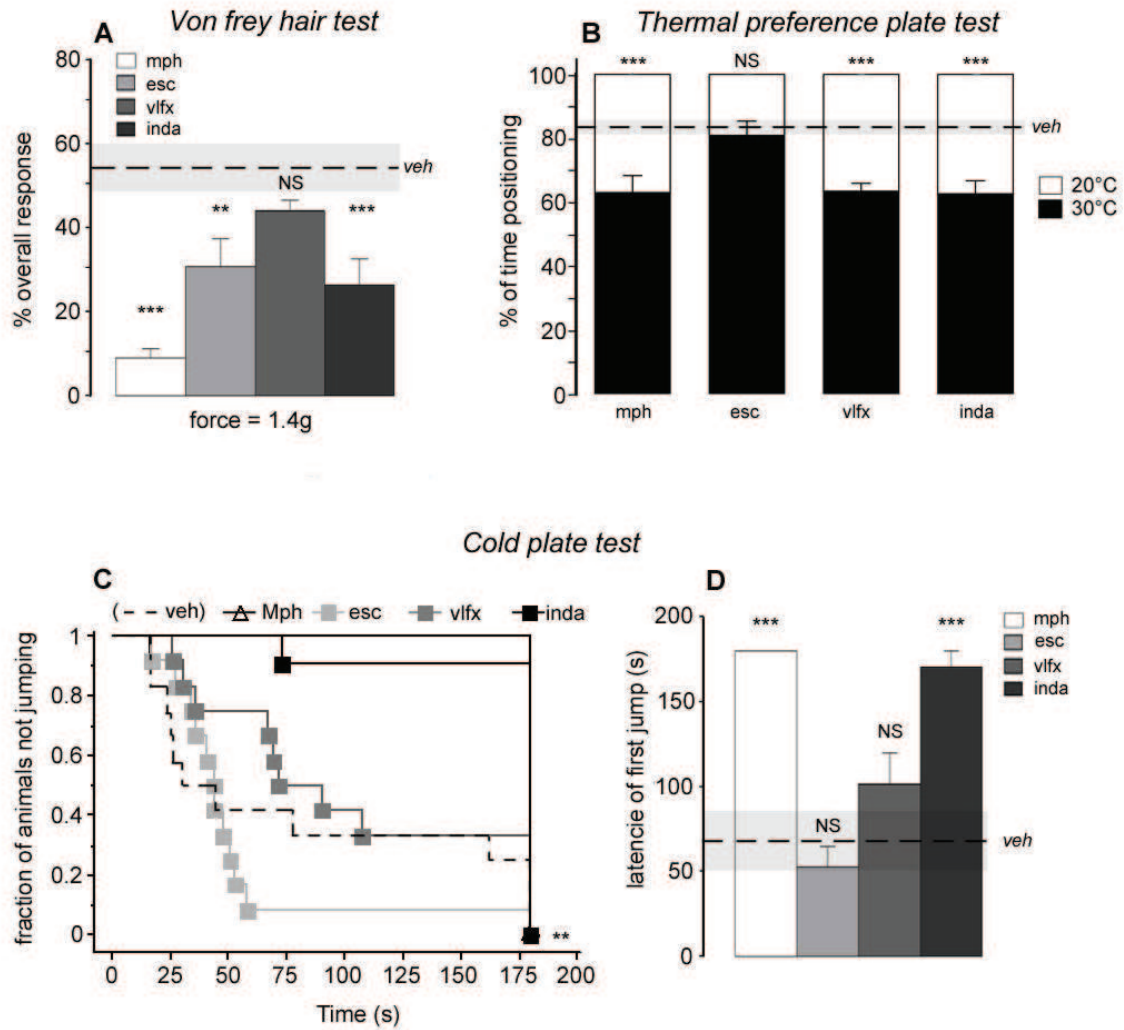 A
Von frey hair test
mph
esc
vlfx
inda
80
60
40
20
0
% overall response
veh
***
**
NS
***
force = 1.4g
B
Thermal preference plate test
***
NS
***
***
100
80
60
40
20
0
% of time positioning
veh
20°C
30°C
mph
esc
vlfx
inda
Cold plate test
C
(- - veh)
Mph
esc
vlfx
inda
1
0.8
0.6
0.4
0.2
0
fraction of animals not jumping
**
0
25
50
75
100
125
150
180
200
Time (s)
D
200
150
100
50
0
latencie of first jump (s)
***
NS
NS
***
veh
mph
esc
vlfx
inda